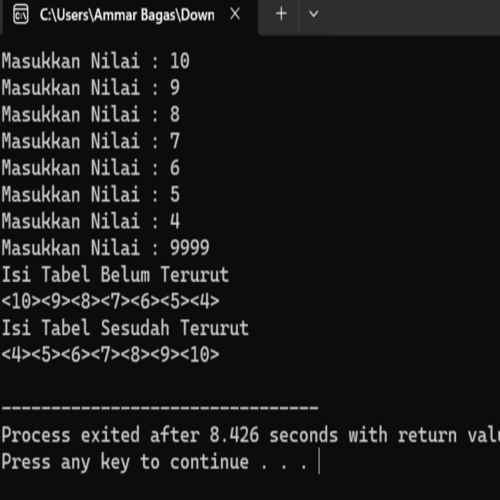 C:\Users\Ammar Bagas\Down
Masukkan Nilai : 10
Masukkan Nilai : 9
Masukkan Nilai : 8
Masukkan Nilai : 7
Masukkan Nilai : 6
Masukkan Nilai : 5
Masukkan Nilai : 4
Masukkan Nilai : 9999
Isi Tabel Belum Terurut
<10><9><8><7><6><5><4>
Isi Tabel Sesudah Terurut
<4><5><6><7><8><9><10>
--------------------------------
Process exited after 8.426 seconds with return valu
Press any key to continue . . .